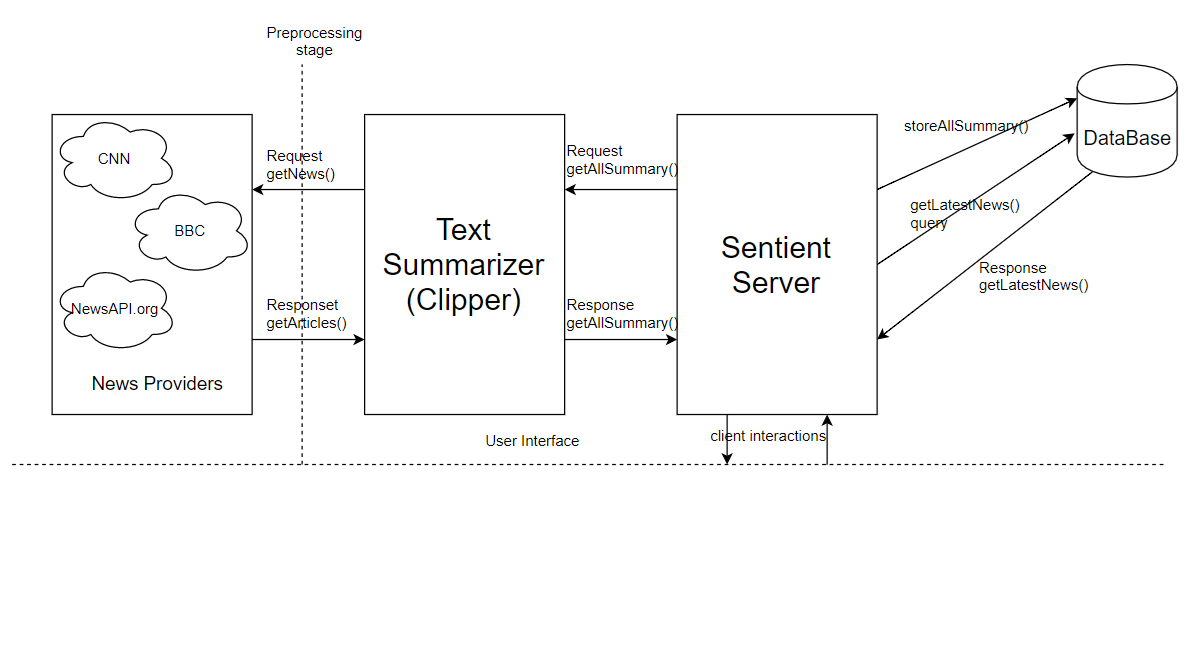 Preprocessing
stage
CNN
BBC
NewsAPI.org
News Providers
Request
getNews()
Responset
getArticles()
Text
Summarizer
(Clipper)
Request
getAllSummary()
Response
getAllSummary()
Sentient
Server
storeAllSummary()
getLatestNews()
query
Response
getLatestNews()
DataBase
User Interface
client interactions